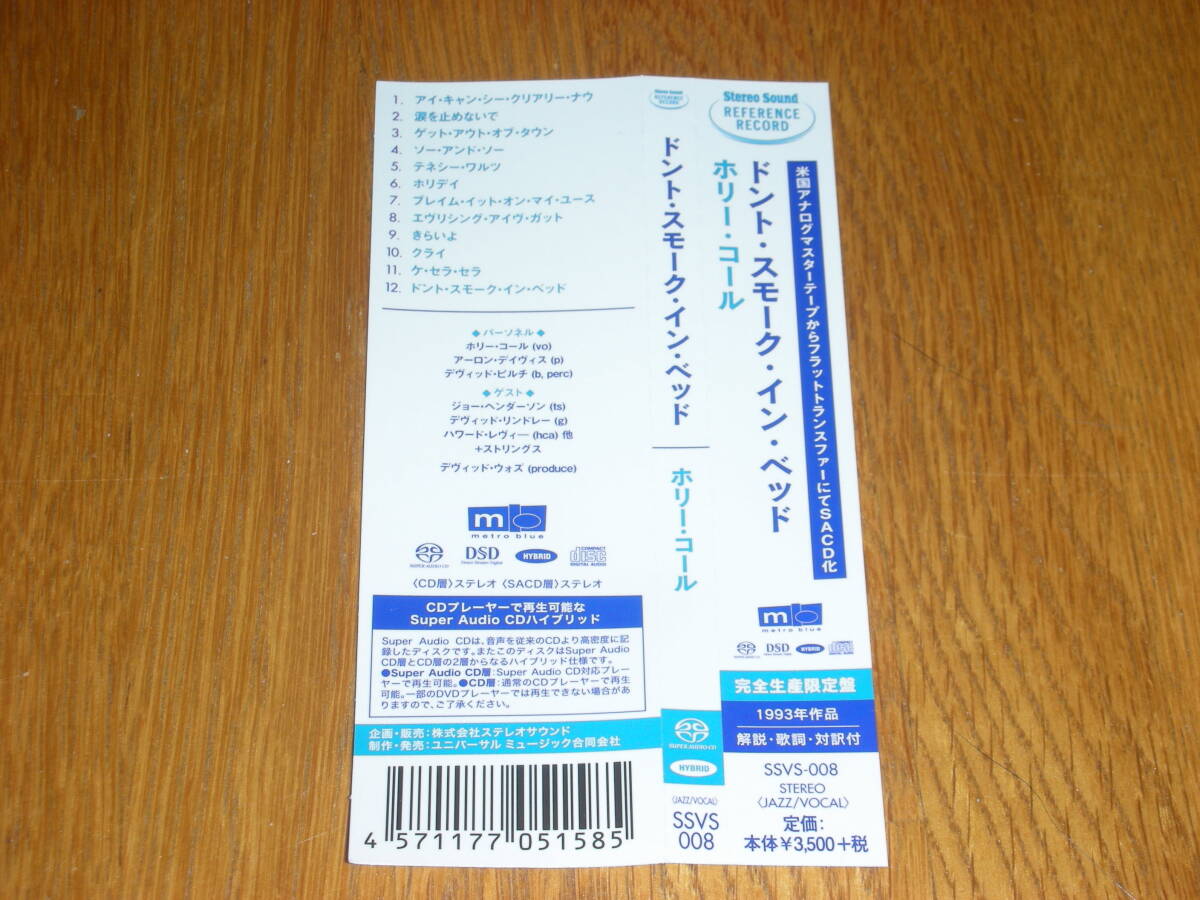 1. アイ・キャン・シー・クリアリー・ナウ
2. 涙を止めないで
3. ゲット・アウト・オブ・タウン
4. ソー・アンド・ソー
5. テネシー・ワルツ
6. ホリデイ
7. ブレイム・イット・オン・マイ・ユース
8. エヴリシング・アイヴ・ガット
9. きらいよ
10. クライ
11. ケ・セラ・セラ
12. ドント・スモーク・イン・ベッド
◆パーソネル◆
ホリー・コール (vo)
アーロン・デイヴィス (p)
デヴィッド・ピルチ (b, perc)
◆ゲスト◆
ジョー・ヘンダーソン (ts)
デヴィッド・リンドレー (g)
ハワード・レヴィー (hca) 他
+ストリングス
デヴィッド・ウォズ (produce)
mb
metro blue
SUPER AUDIO CD
DSD
Direct Stream Digital
HYBRID
COMPACT
disc
DIGITAL AUDIO
〈CD層〉ステレオ 〈SACD層〉ステレオ
CDプレーヤーで再生可能な
Super Audio CDハイブリッド
Super Audio CDは、音声を従来のCDより高密度に記
録したディスクです。またこのディスクはSuper Audio
CD層とCD層の2層からなるハイブリッド仕様です。
●Super Audio CD層:Super Audio CD対応プレー
ヤーで再生可能。●CD層:通常のCDプレーヤーで再生
可能。一部のDVDプレーヤーでは再生できない場合があ
りますので、ご了承ください。
企画・販売:株式会社ステレオサウンド
制作・発売:ユニバーサル ミュージック合同会社
4 571177 051585
Stereo Sound
REFERENCE
RECORD
ドント・スモーク・イン・ベッド
ホリー・コール
SUPER AUDIO CD
HYBRID
〈JAZZ/VOCAL〉
SSVS
008
Stereo Sound
REFERENCE
RECORD
米国アナログマスターテープからフラットトランスファーにてSACD化
ドント・スモーク・イン・ベッド
ホリー・コール
mb
metro blue
SUPER AUDIO CD
DSD
HYBRID
disc
完全生産限定盤
1993年作品
解説・歌詞・対訳付
SSVS-008
STEREO
〈JAZZ/VOCAL〉
定価:
本体¥3,500+税